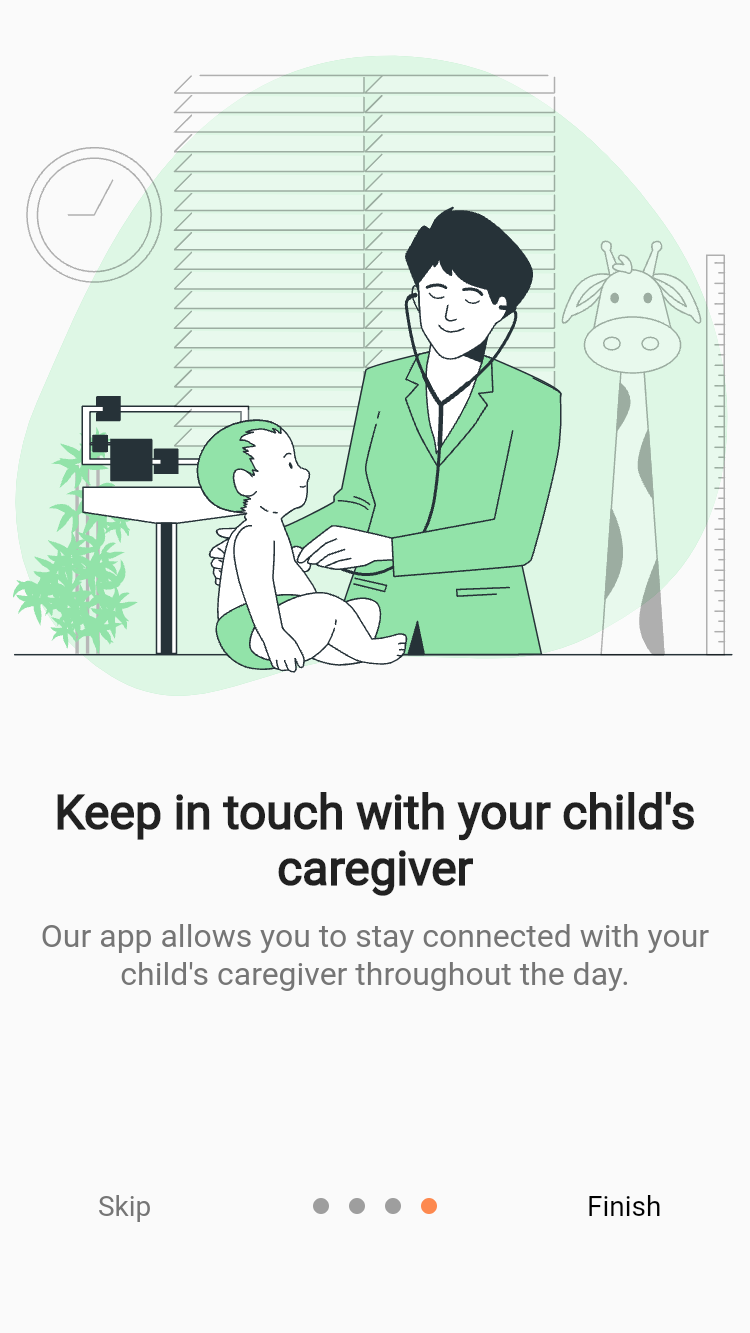 Keep in touch with your child's
caregiver
Our app allows you to stay connected with your
child's caregiver throughout the day.
Skip
Finish